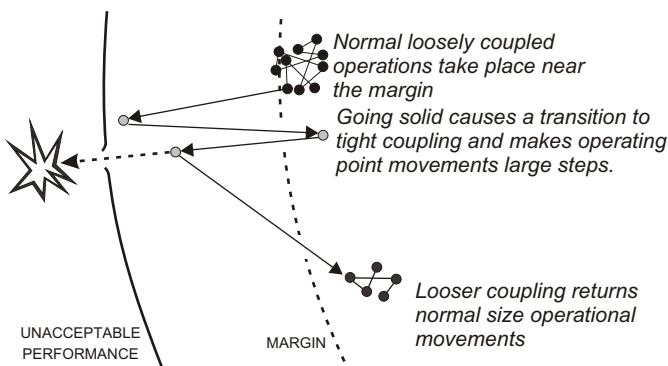 Normal loosely coupled
operations take place near
the margin
Going solid causes a transition to
tight coupling and makes operating
point movements large steps.
Looser coupling returns
normal size operational
movements
UNACCEPTABLE
PERFORMANCE
MARGIN